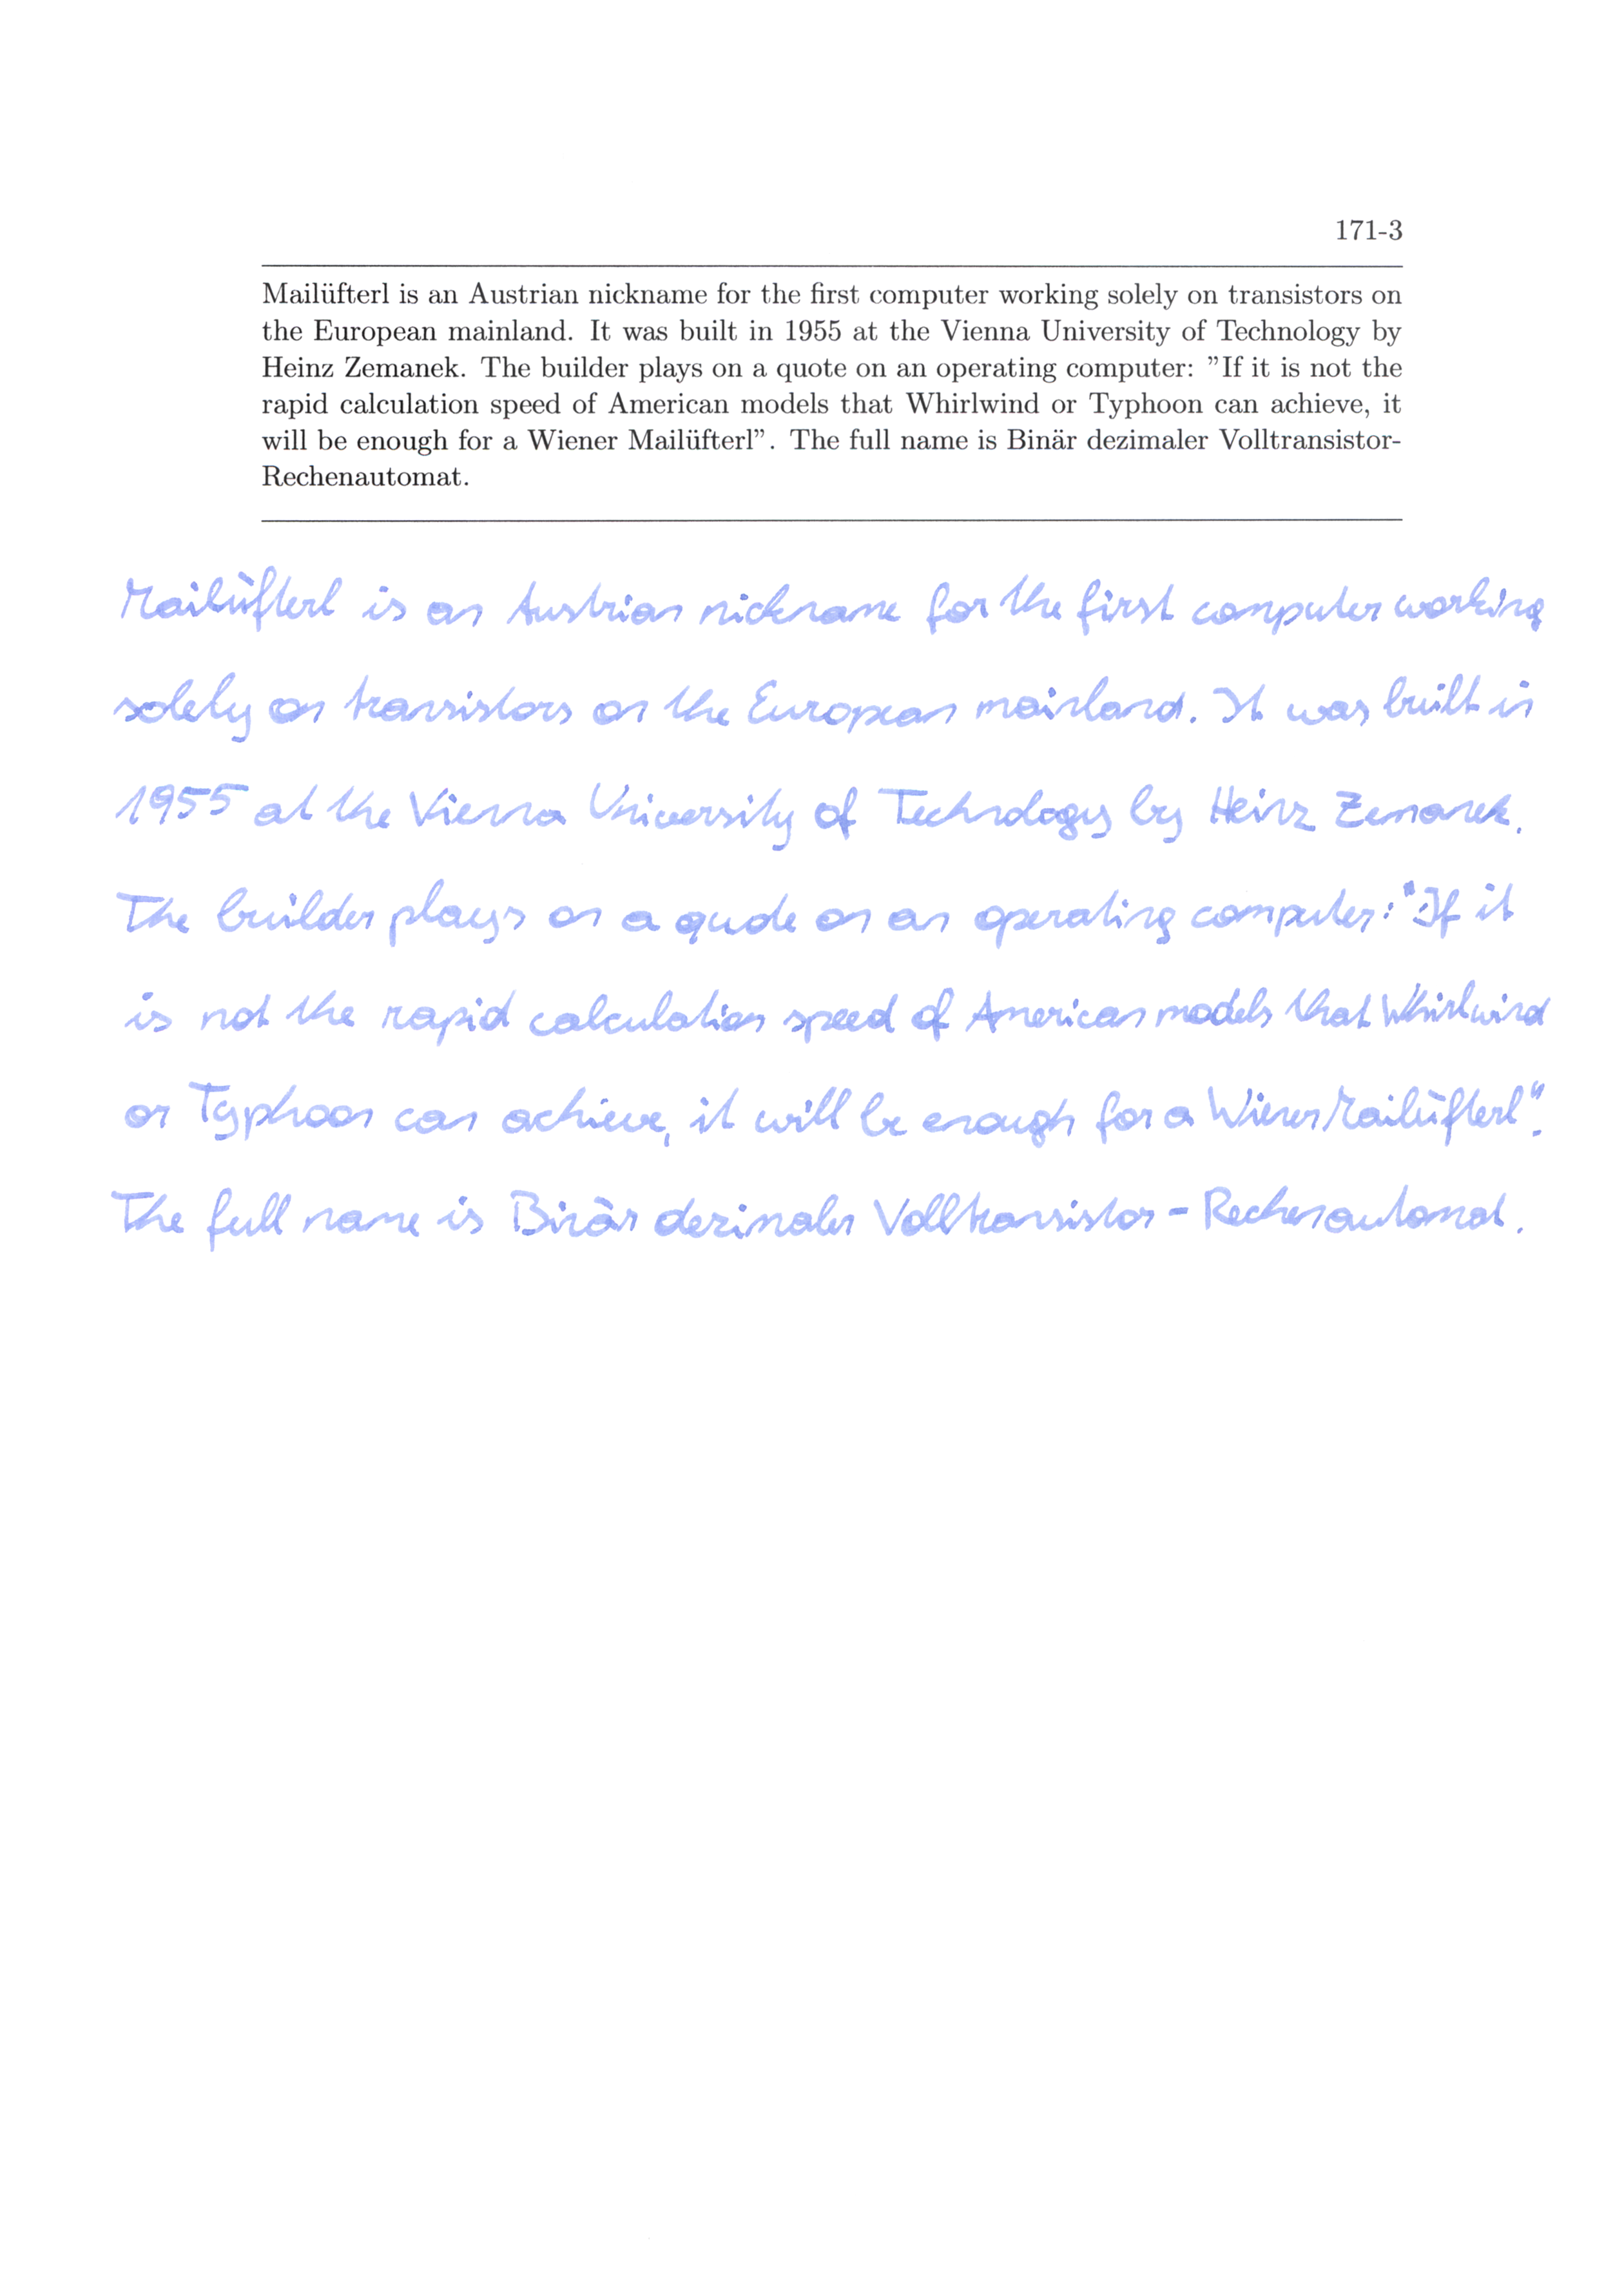 171-3
Mailüfterl is an Austrian nickname for the first computer working solely on transistors on
the European mainland. It was built in 1955 at the Vienna University of Technology by
Heinz Zemanek. The builder plays on a quote on an operating computer: ”If it is not the
rapid calculation speed of American models that Whirlwind or Typhoon can achieve, it
will be enough for a Wiener Mailüfterl”. The full name is Binär dezimaler Volltransistor-
Rechenautomat.
Mailüfterl is an Austrian nickname for the first computer working
solely on transistors on the European mainland. It was built in
1955 at the Vienna University of Technology by Heinz Zemanek.
The builder plays on a quote on an operating computer: "If it
is not the rapid calculation speed of American models that Whirlwind
or Typhoon can achieve, it will be enough for a Wiener Mailüfterl".
The full name is Binär dezimaler Volltransistor-Rechenautomat.